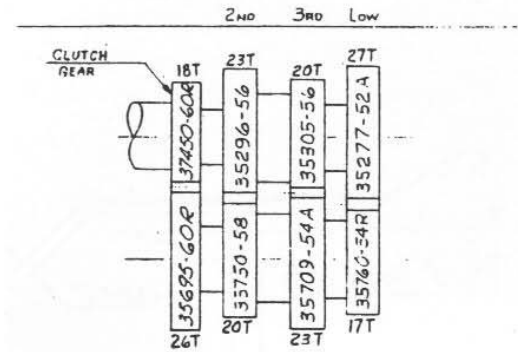 2ND 3RD LOW
CLUTCH
GEAR
18T 23T 20T 27T
37450-60R
35296-56
35305-56
35277-52A
35695-60R
35750-58
35709-54A
35760-54R
26T 20T 23T 17T